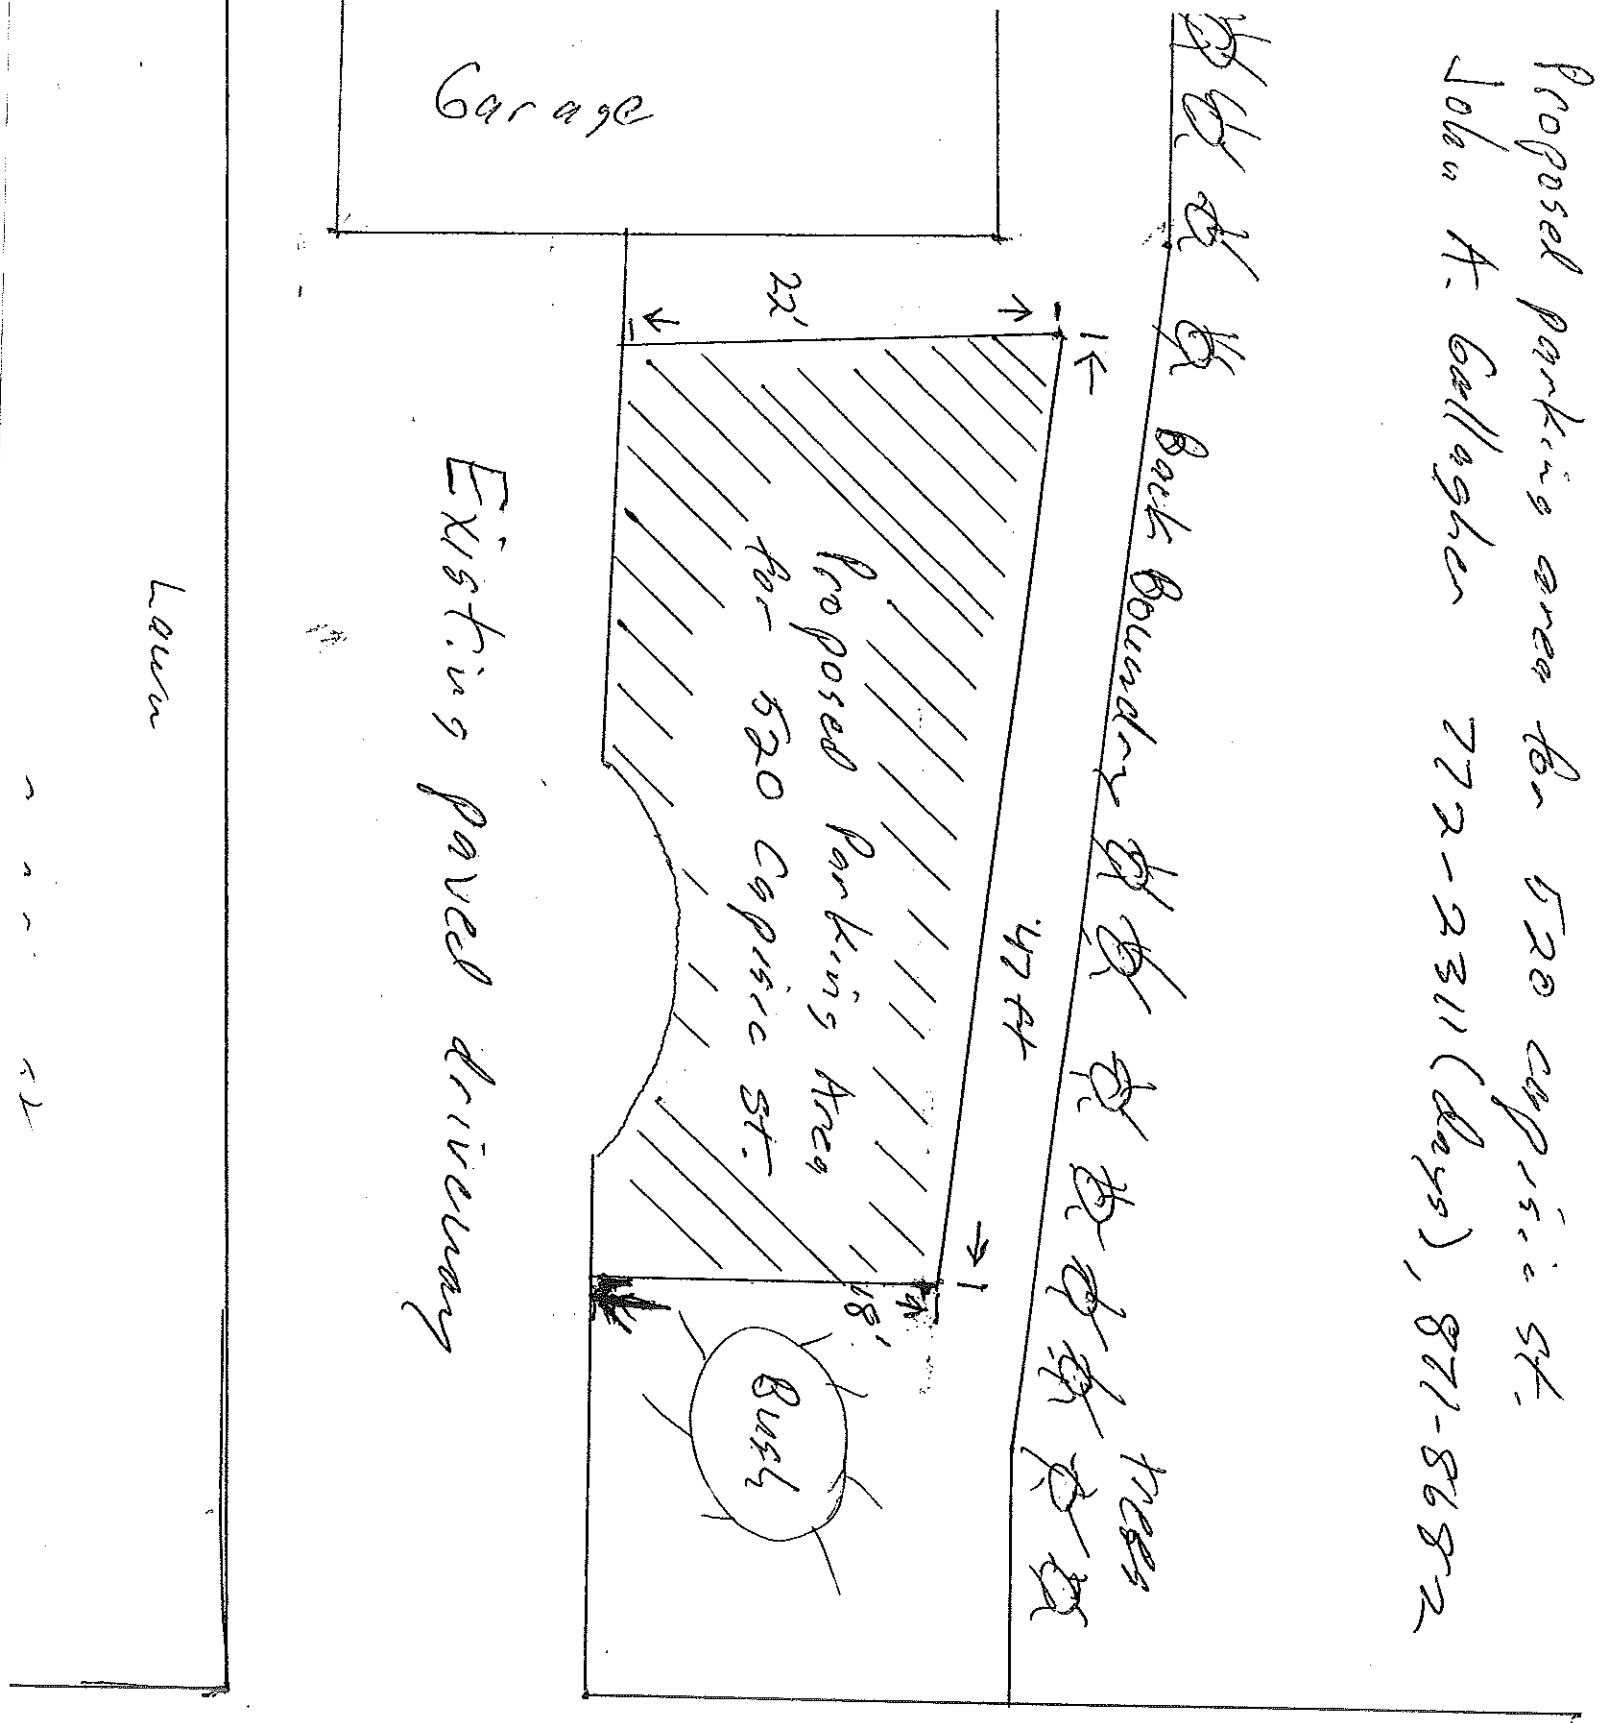 Proposed parking area for 520 capisic St.
John A. Gallagher 772-2311 (days), 871-8682
Back Boundry
Trees
47 ft
Garage
22'
Proposed Parking Area
for 520 Capisic St.
18'
Bush
Existing paved driveway
Lawn